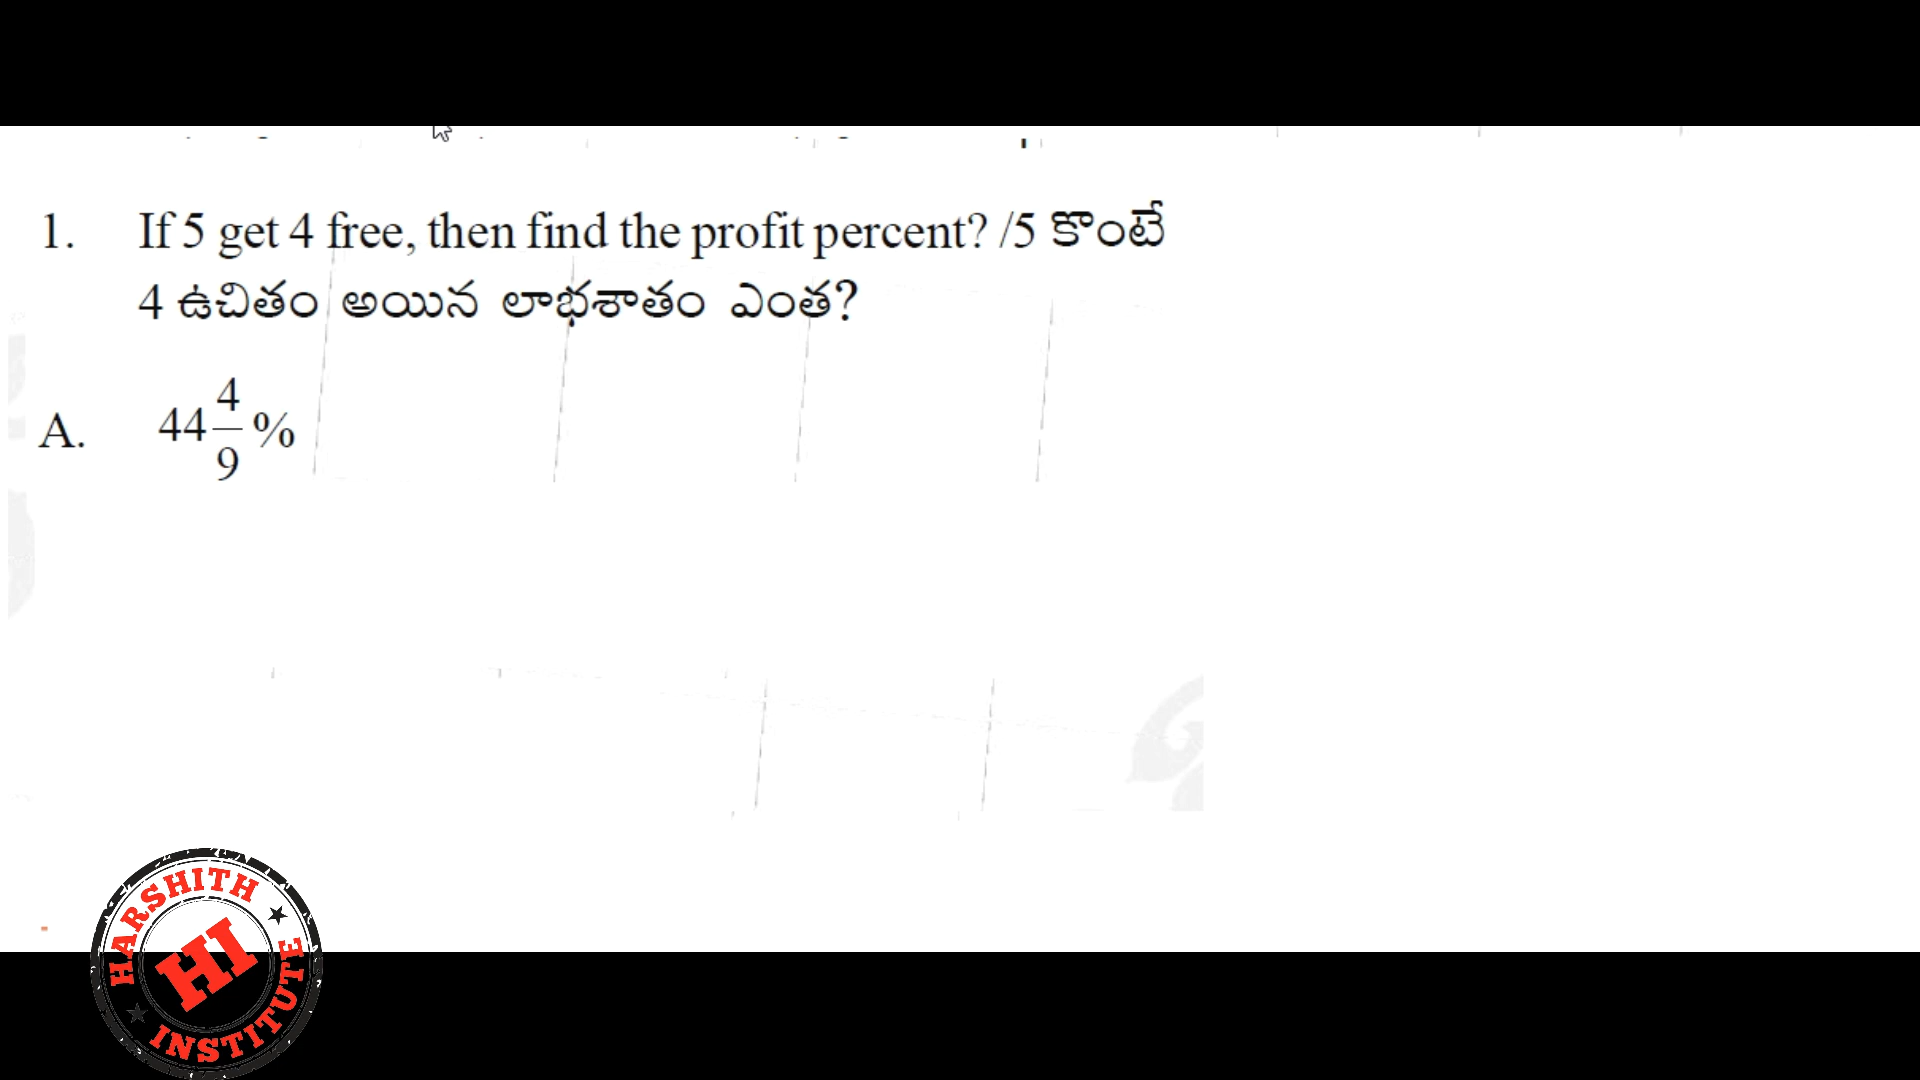 1. If 5 get 4 free, then find the profit percent? /5 కొంటే
4 ఉచితం అయిన లాభశాతం ఎంత?
A. 44 4/9 %
HARSHITH
HI
INSTITUTE